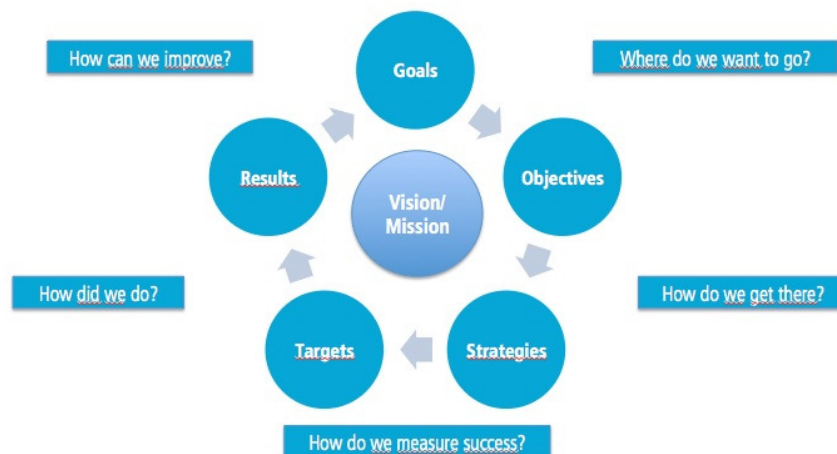 How can we improve?
Goals
Where do we want to go?
Results
Objectives
Vision/
Mission
How did we do?
How do we get there?
Targets
Strategies
How do we measure success?